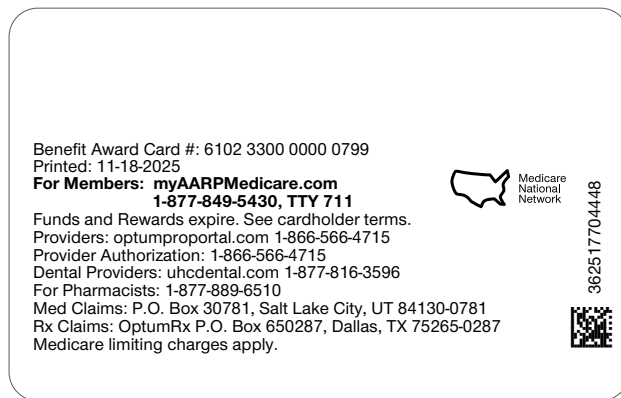 Benefit Award Card #: 6102 3300 0000 0799
Printed: 11-18-2025
For Members: myAARPMedicare.com
1-877-849-5430, TTY 711
Funds and Rewards expire. See cardholder terms.
Providers: optumproportal.com 1-866-566-4715
Provider Authorization: 1-866-566-4715
Dental Providers: uhcdental.com 1-877-816-3596
For Pharmacists: 1-877-889-6510
Med Claims: P.O. Box 30781, Salt Lake City, UT 84130-0781
Rx Claims: OptumRx P.O. Box 650287, Dallas, TX 75265-0287
Medicare limiting charges apply.
Medicare
National
Network
362517704448